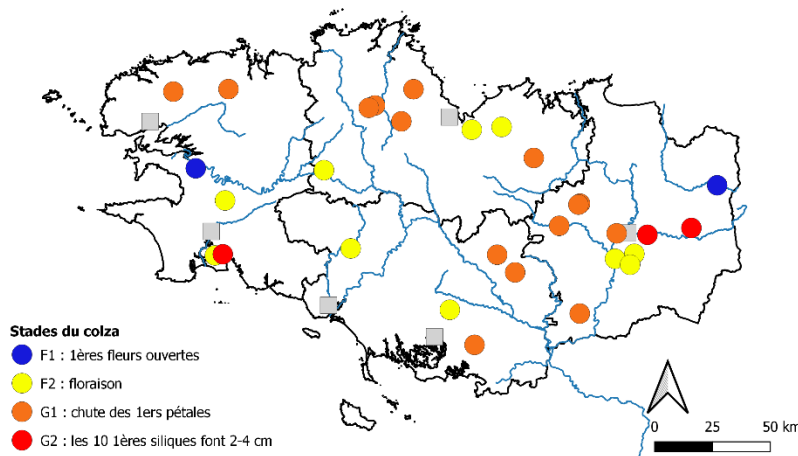 Stades du colza
F1 : 1ères fleurs ouvertes
F2 : floraison
G1 : chute des 1ers pétales
G2 : les 10 1ères siliques font 2-4 cm
0 25 50 km